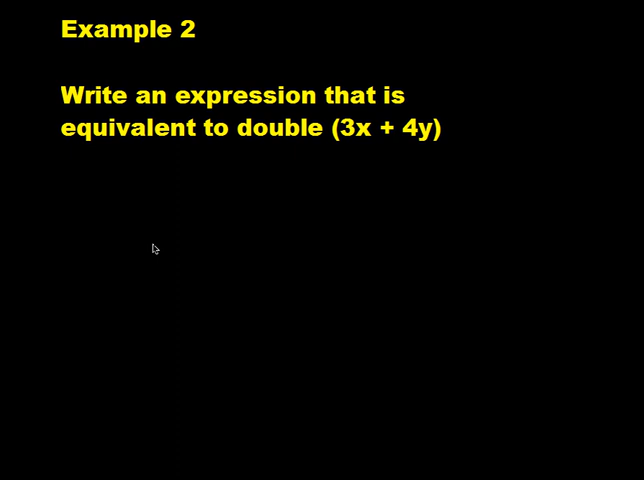 Example 2
Write an expression that is
equivalent to double (3x + 4y)